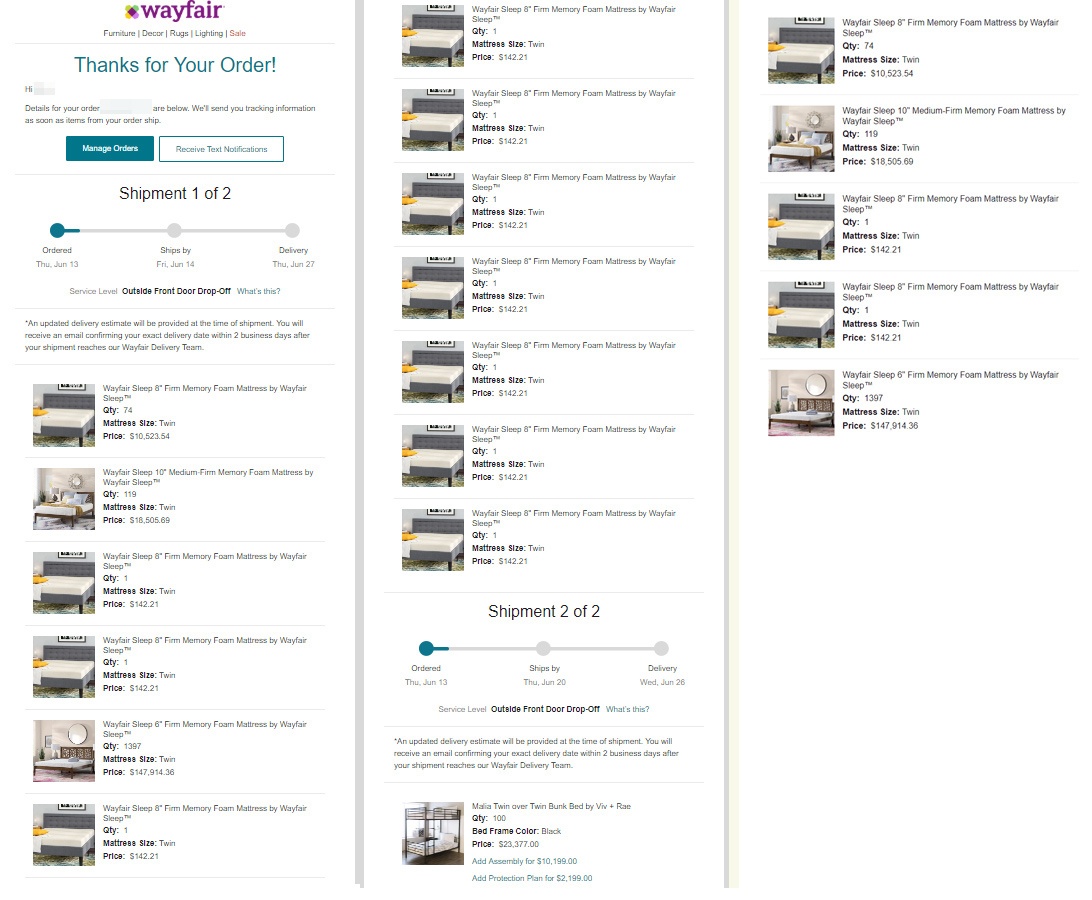 wayfair
Furniture | Decor | Rugs | Lighting | Sale
Thanks for Your Order!
Hi
Details for your order are below. We'll send you tracking information
as soon as items from your order ship.
Manage Orders
Receive Text Notifications
Shipment 1 of 2
Ordered Ships by Delivery
Thu, Jun 13 Fri, Jun 14 Thu, Jun 27
Service Level Outside Front Door Drop-Off What's this?
*An updated delivery estimate will be provided at the time of shipment. You will
receive an email confirming your exact delivery date within 2 business days after
your shipment reaches our Wayfair Delivery Team.
Wayfair Sleep 8" Firm Memory Foam Mattress by Wayfair
Sleep™
Qty: 74
Mattress Size: Twin
Price: $10,523.54
Wayfair Sleep 10" Medium-Firm Memory Foam Mattress by
Wayfair Sleep™
Qty: 119
Mattress Size: Twin
Price: $18,505.69
Wayfair Sleep 8" Firm Memory Foam Mattress by Wayfair
Sleep™
Qty: 1
Mattress Size: Twin
Price: $142.21
Wayfair Sleep 8" Firm Memory Foam Mattress by Wayfair
Sleep™
Qty: 1
Mattress Size: Twin
Price: $142.21
Wayfair Sleep 6" Firm Memory Foam Mattress by Wayfair
Sleep™
Qty: 1397
Mattress Size: Twin
Price: $147,914.36
Wayfair Sleep 8" Firm Memory Foam Mattress by Wayfair
Sleep™
Qty: 1
Mattress Size: Twin
Price: $142.21
Wayfair Sleep 8" Firm Memory Foam Mattress by Wayfair
Sleep™
Qty: 1
Mattress Size: Twin
Price: $142.21
Wayfair Sleep 8" Firm Memory Foam Mattress by Wayfair
Sleep™
Qty: 1
Mattress Size: Twin
Price: $142.21
Wayfair Sleep 8" Firm Memory Foam Mattress by Wayfair
Sleep™
Qty: 1
Mattress Size: Twin
Price: $142.21
Wayfair Sleep 8" Firm Memory Foam Mattress by Wayfair
Sleep™
Qty: 1
Mattress Size: Twin
Price: $142.21
Wayfair Sleep 8" Firm Memory Foam Mattress by Wayfair
Sleep™
Qty: 1
Mattress Size: Twin
Price: $142.21
Wayfair Sleep 8" Firm Memory Foam Mattress by Wayfair
Sleep™
Qty: 1
Mattress Size: Twin
Price: $142.21
Wayfair Sleep 8" Firm Memory Foam Mattress by Wayfair
Sleep™
Qty: 1
Mattress Size: Twin
Price: $142.21
Shipment 2 of 2
Ordered Ships by Delivery
Thu, Jun 13 Thu, Jun 20 Wed, Jun 26
Service Level Outside Front Door Drop-Off What's this?
*An updated delivery estimate will be provided at the time of shipment. You will
receive an email confirming your exact delivery date within 2 business days after
your shipment reaches our Wayfair Delivery Team.
Malia Twin over Twin Bunk Bed by Viv + Rae
Qty: 100
Bed Frame Color: Black
Price: $23,377.00
Add Assembly for $10,199.00
Add Protection Plan for $2,199.00
Wayfair Sleep 8" Firm Memory Foam Mattress by Wayfair
Sleep™
Qty: 74
Mattress Size: Twin
Price: $10,523.54
Wayfair Sleep 10" Medium-Firm Memory Foam Mattress by
Wayfair Sleep™
Qty: 119
Mattress Size: Twin
Price: $18,505.69
Wayfair Sleep 8" Firm Memory Foam Mattress by Wayfair
Sleep™
Qty: 1
Mattress Size: Twin
Price: $142.21
Wayfair Sleep 8" Firm Memory Foam Mattress by Wayfair
Sleep™
Qty: 1
Mattress Size: Twin
Price: $142.21
Wayfair Sleep 6" Firm Memory Foam Mattress by Wayfair
Sleep™
Qty: 1397
Mattress Size: Twin
Price: $147,914.36